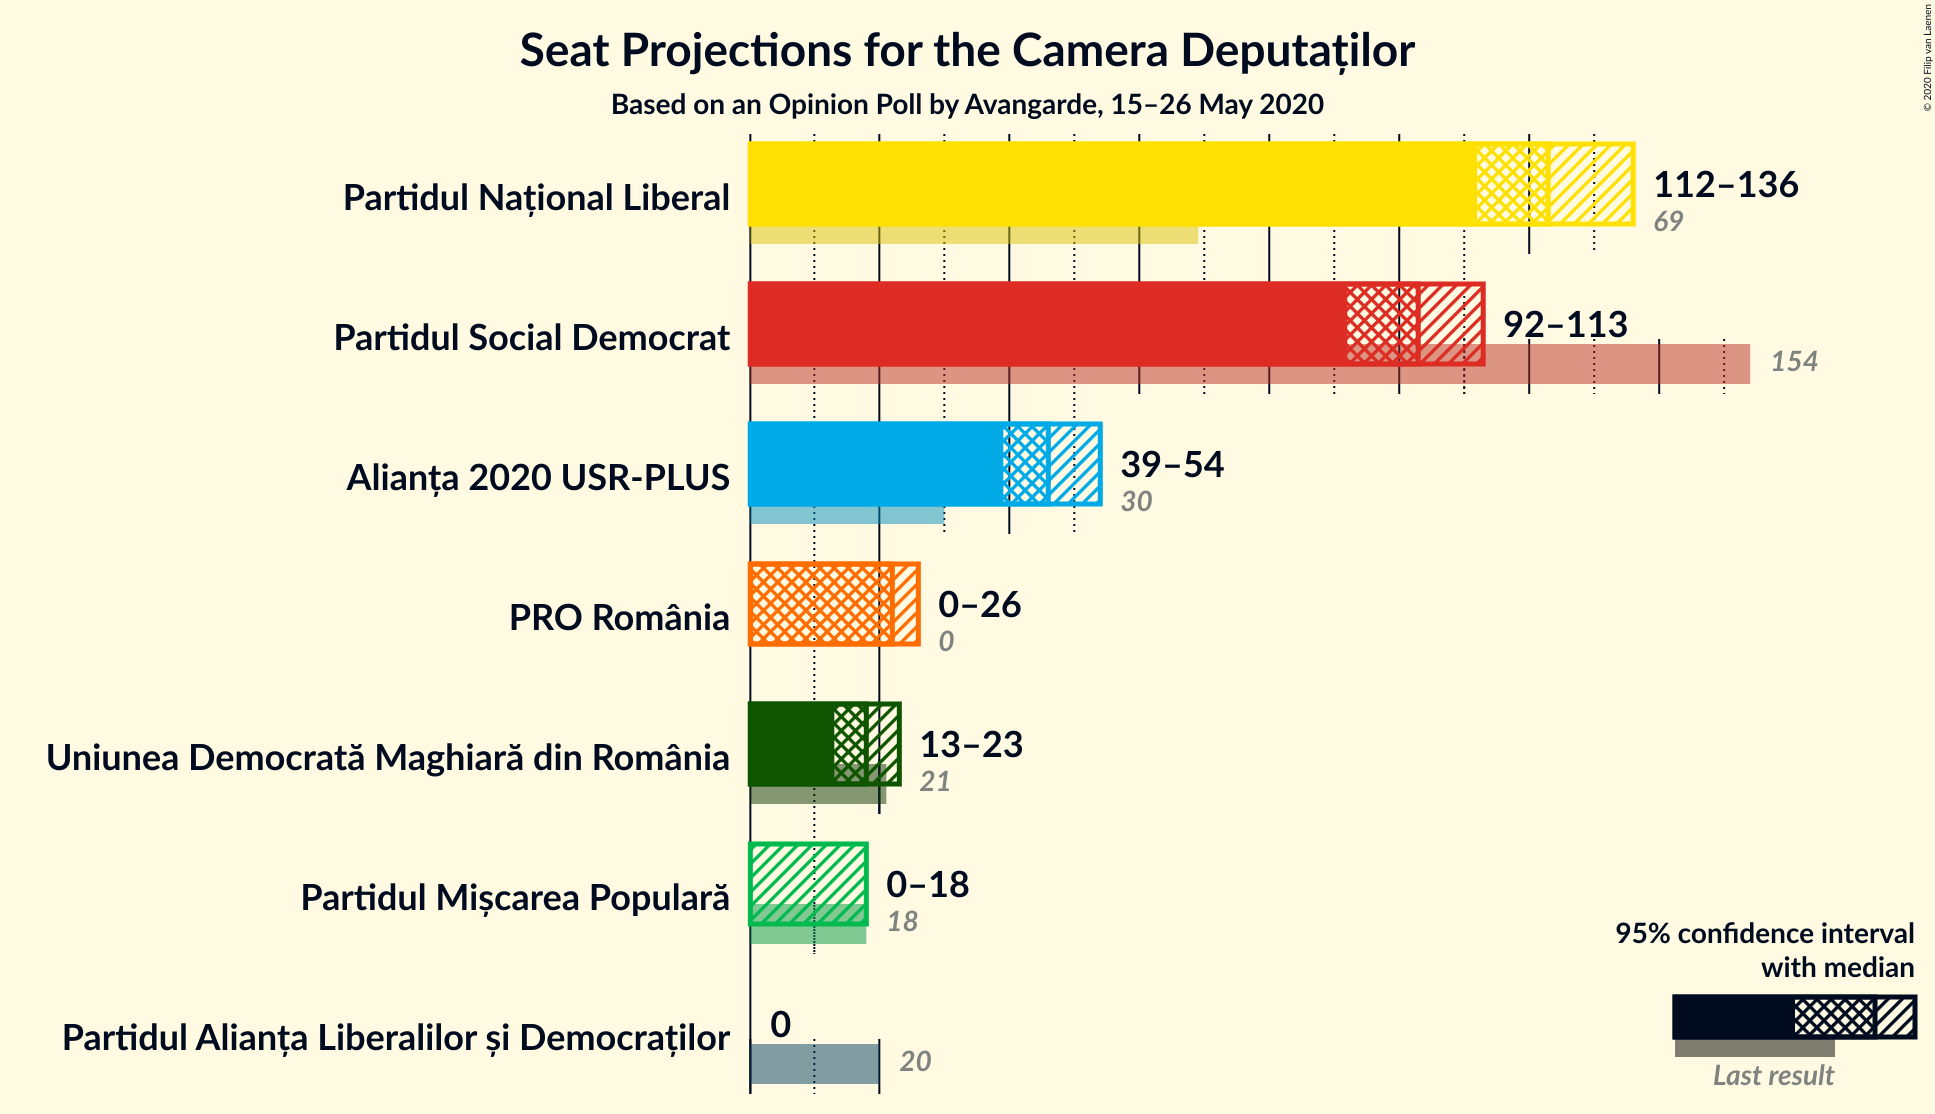 Seat Projections for the Camera Deputaților
Based on an Opinion Poll by Avangarde, 15–26 May 2020
© 2020 Filip van Laenen
Partidul Național Liberal
112–136
69
Partidul Social Democrat
92–113
154
Alianța 2020 USR-PLUS
39–54
30
PRO România
0–26
0
Uniunea Democrată Maghiară din România
13–23
21
Partidul Mișcarea Populară
0–18
18
Partidul Alianța Liberalilor și Democraților
0
20
95% confidence interval
with median
Last result